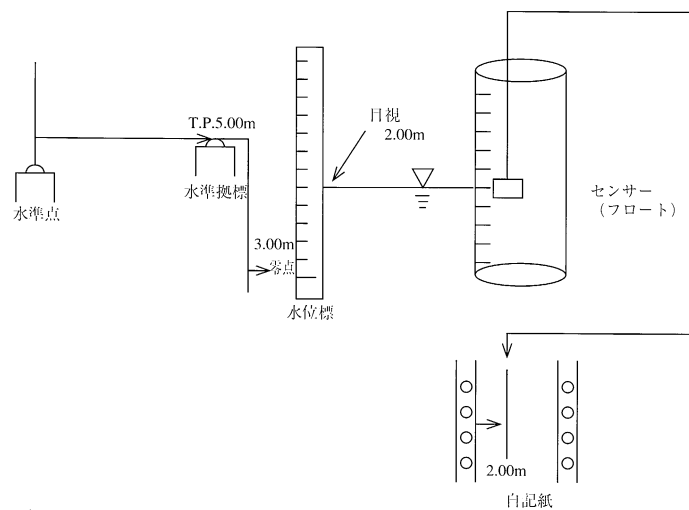 T.P.5.00m
目視
2.00m
水準点
水準拠標
センサー
(フロート)
3.00m
零点
水位標
2.00m
自記紙